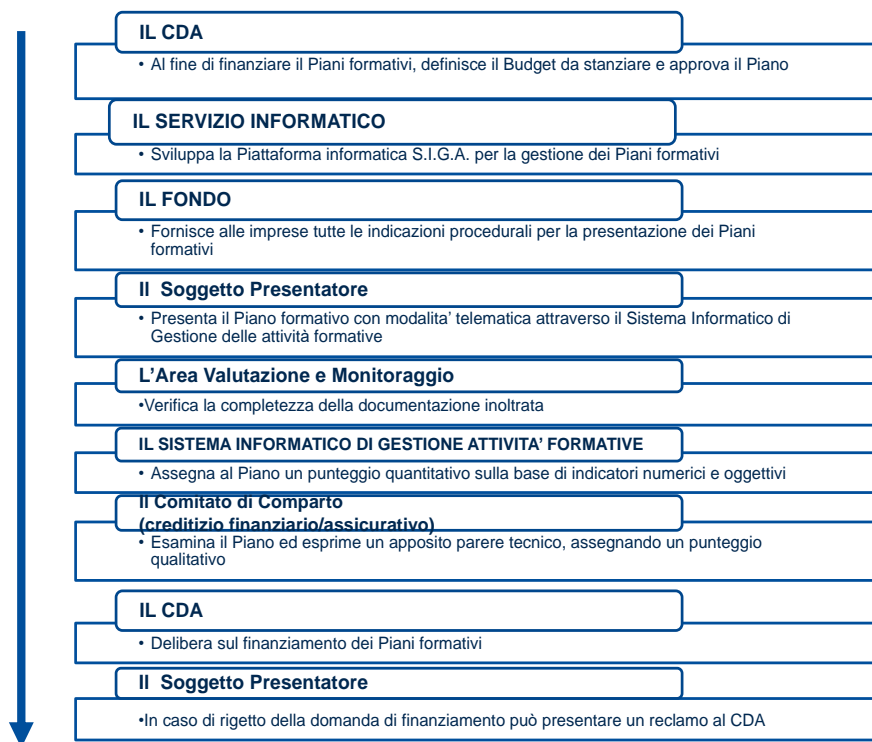 IL CDA
• Al fine di finanziare il Piani formativi, definisce il Budget da stanziare e approva il Piano
IL SERVIZIO INFORMATICO
• Sviluppa la Piattaforma informatica S.I.G.A. per la gestione dei Piani formativi
IL FONDO
• Fornisce alle imprese tutte le indicazioni procedurali per la presentazione dei Piani
formativi
Il Soggetto Presentatore
• Presenta il Piano formativo con modalita' telematica attraverso il Sistema Informatico di
Gestione delle attività formative
L'Area Valutazione e Monitoraggio
•Verifica la completezza della documentazione inoltrata
IL SISTEMA INFORMATICO DI GESTIONE ATTIVITA' FORMATIVE
• Assegna al Piano un punteggio quantitativo sulla base di indicatori numerici e oggettivi
Il Comitato di Comparto
(creditizio finanziario/assicurativo)
• Esamina il Piano ed esprime un apposito parere tecnico, assegnando un punteggio
qualitativo
IL CDA
• Delibera sul finanziamento dei Piani formativi
Il Soggetto Presentatore
•In caso di rigetto della domanda di finanziamento può presentare un reclamo al CDA